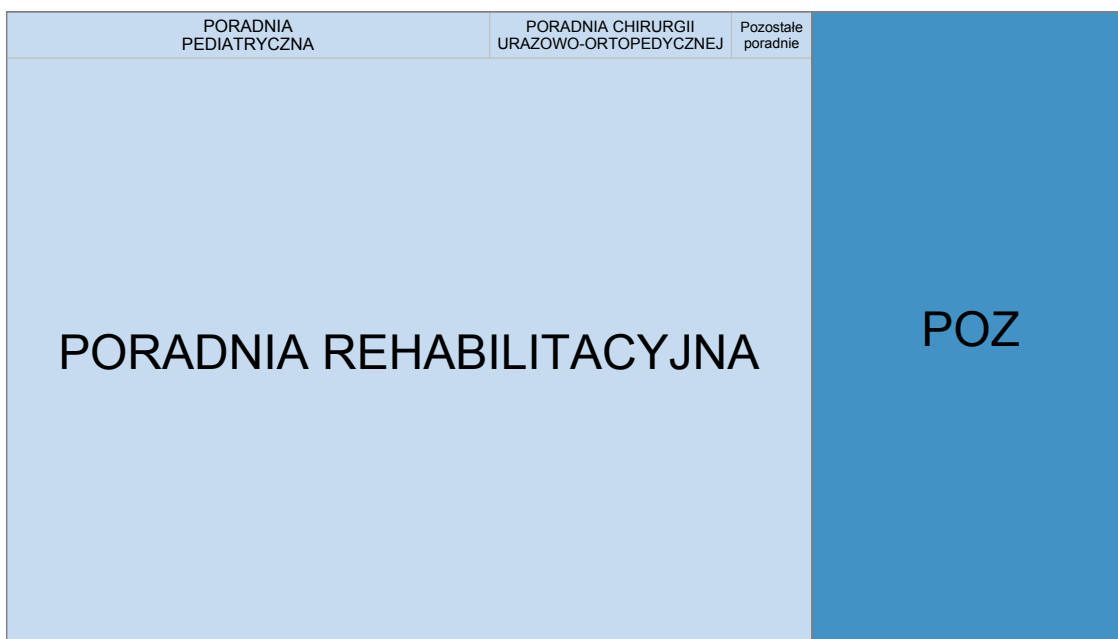 PORADNIA
PEDIATRYCZNA
PORADNIA CHIRURGII
URAZOWO-ORTOPEDYCZNEJ
Pozostałe
poradnie
PORADNIA REHABILITACYJNA
POZ